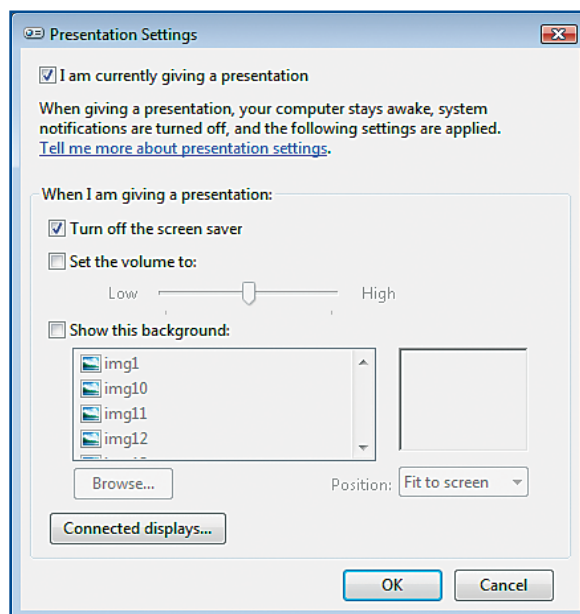 Presentation Settings
I am currently giving a presentation
When giving a presentation, your computer stays awake, system
notifications are turned off, and the following settings are applied.
Tell me more about presentation settings.
When I am giving a presentation:
Turn off the screen saver
Set the volume to:
Low High
Show this background:
img1
img10
img11
img12
Browse...
Position: Fit to screen
Connected displays...
OK Cancel